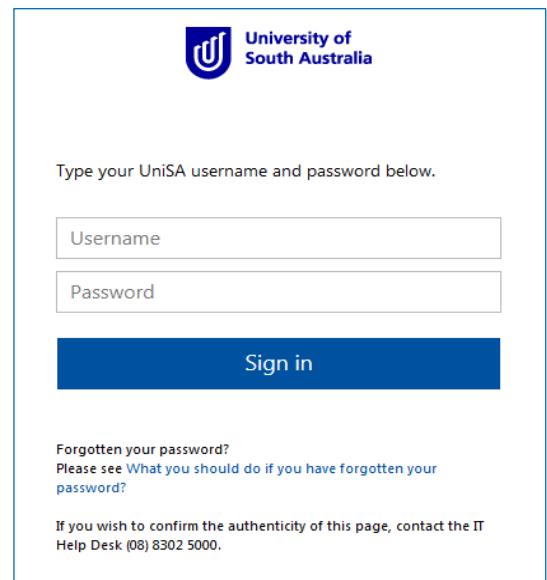 University of
South Australia
Type your UniSA username and password below.
Username
Password
Sign in
Forgotten your password?
Please see What you should do if you have forgotten your
password?
If you wish to confirm the authenticity of this page, contact the IT
Help Desk (08) 8302 5000.